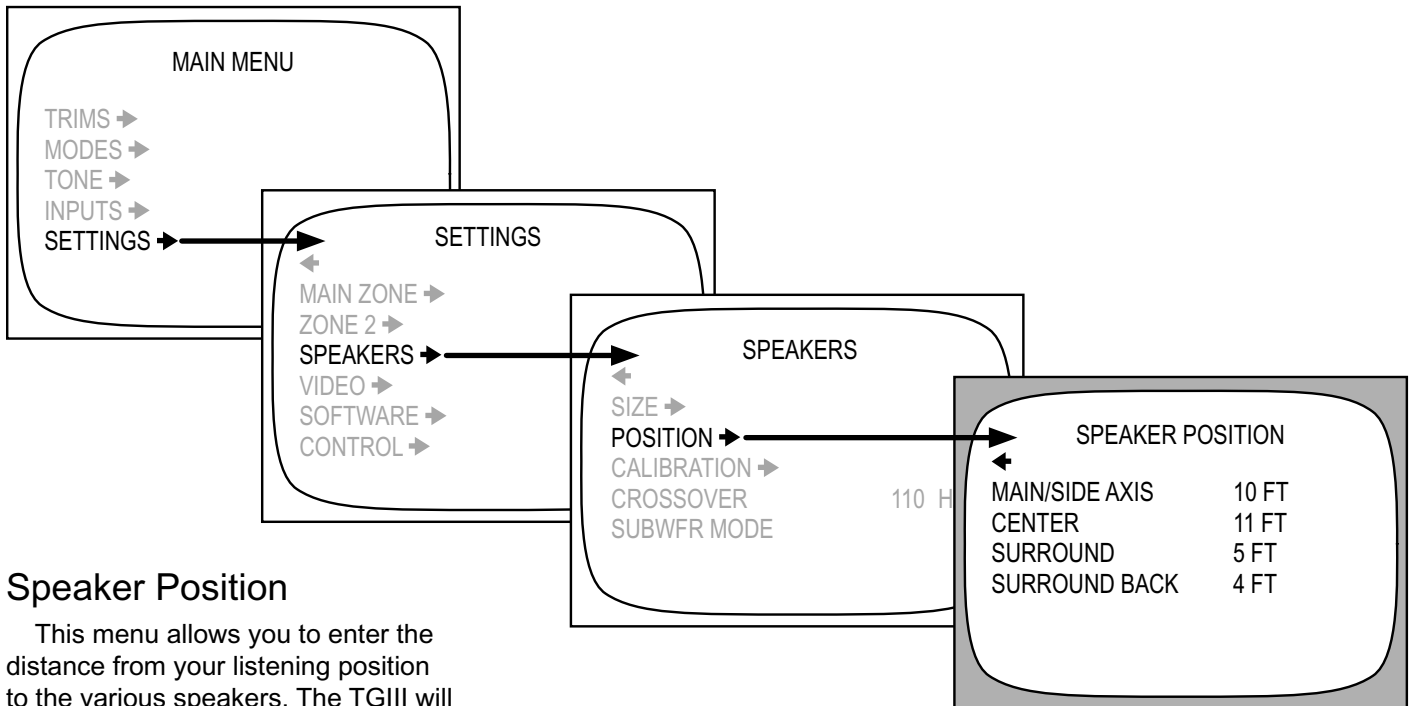 MAIN MENU
TRIMS
MODES
TONE
INPUTS
SETTINGS
SETTINGS
MAIN ZONE
ZONE 2
SPEAKERS
VIDEO
SOFTWARE
CONTROL
SPEAKERS
SIZE
POSITION
CALIBRATION
CROSSOVER 110 H
SUBWFR MODE
SPEAKER POSITION
MAIN/SIDE AXIS 10 FT
CENTER 11 FT
SURROUND 5 FT
SURROUND BACK 4 FT
Speaker Position
This menu allows you to enter the
distance from your listening position
to the various speakers. The TGIII will